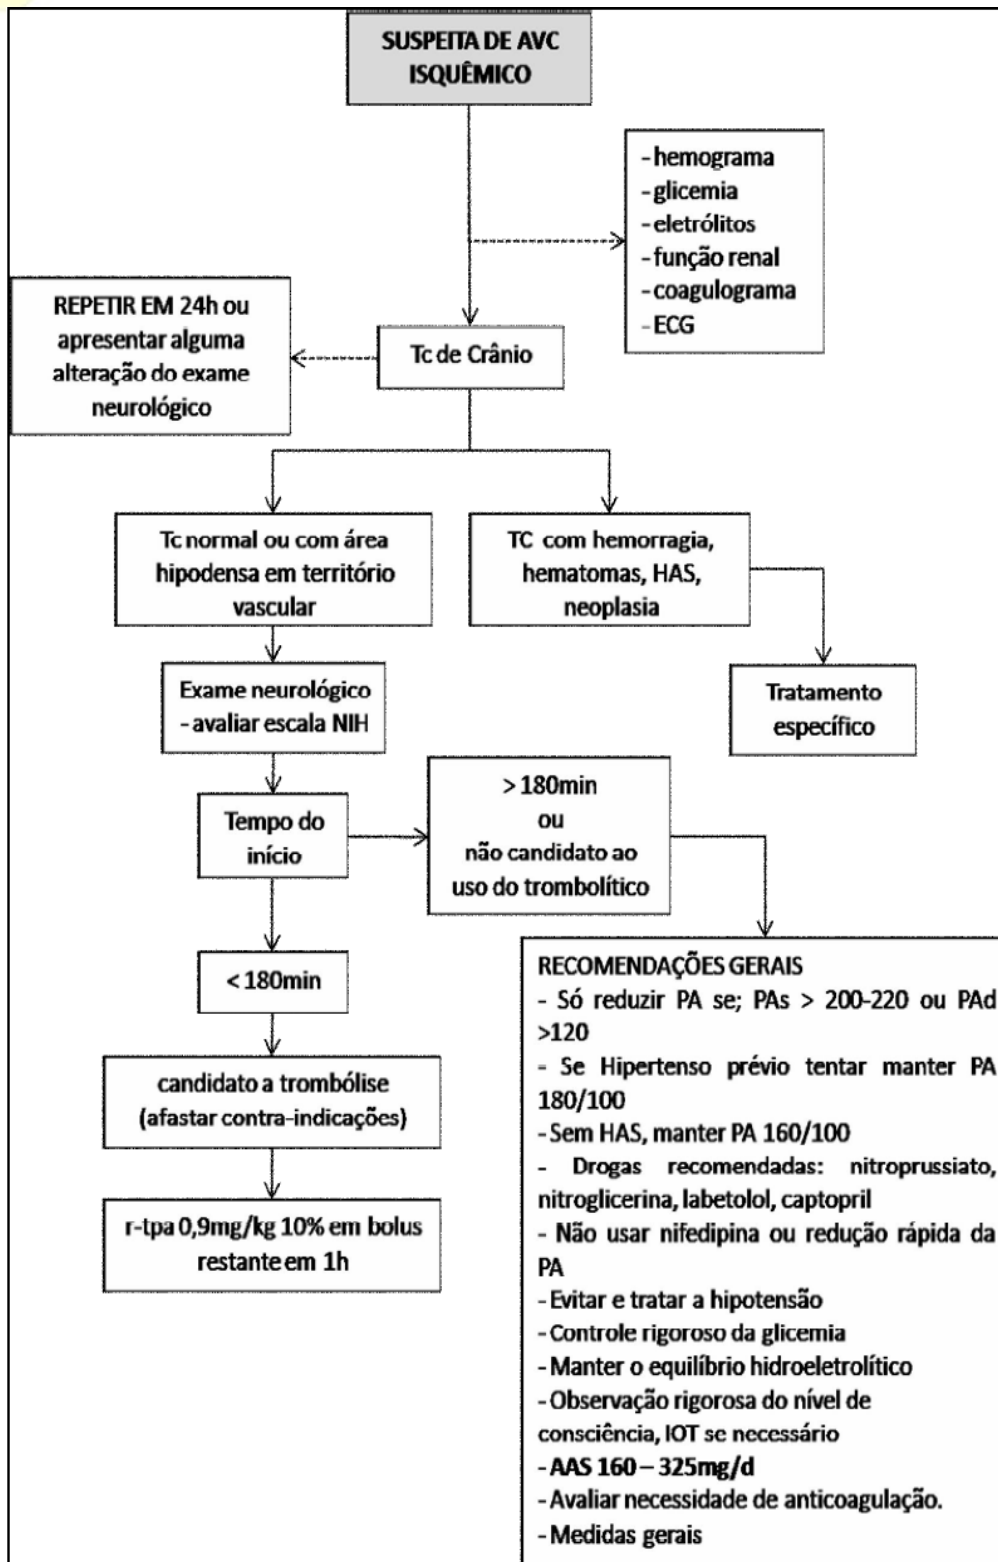 SUSPEITA DE AVC
ISQUÊMICO
- hemograma
- glicemia
- eletrólitos
- função renal
- coagulograma
- ECG
REPETIR EM 24h ou
apresentar alguma
alteração do exame
neurológico
Tc de Crânio
Tc normal ou com área
hipodensa em território
vascular
TC com hemorragia,
hematomas, HAS,
neoplasia
Exame neurológico
- avaliar escala NIH
Tratamento
específico
> 180min
ou
não candidato ao
uso do trombolítico
Tempo do
início
< 180min
candidato a trombólise
(afastar contra-indicações)
r-tpa 0,9mg/kg 10% em bolus
restante em 1h
RECOMENDAÇÕES GERAIS
- Só reduzir PA se; PAs > 200-220 ou PAd
>120
- Se Hipertenso prévio tentar manter PA
180/100
- Sem HAS, manter PA 160/100
- Drogas recomendadas: nitroprussiato,
nitroglicerina, labetolol, captopril
- Não usar nifedipina ou redução rápida da
PA
- Evitar e tratar a hipotensão
- Controle rigoroso da glicemia
- Manter o equilíbrio hidroeletrolítico
- Observação rigorosa do nível de
consciência, IOT se necessário
- AAS 160 – 325mg/d
- Avaliar necessidade de anticoagulação.
- Medidas gerais